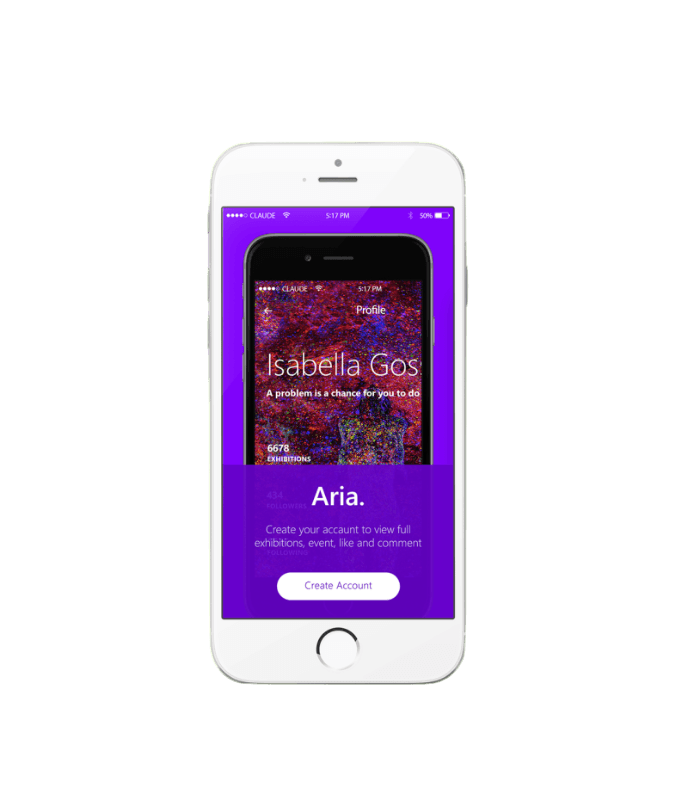 CLAUDE 5:17 PM 50%
CLAUDE 5:17 PM
Profile
Isabella Gos
A problem is a chance for you to do
6678
EXHIBITIONS
434
FOLLOWERS
Aria.
Create your accaunt to view full
exhibitions, event, like and comment
FOLLOWING
Create Account